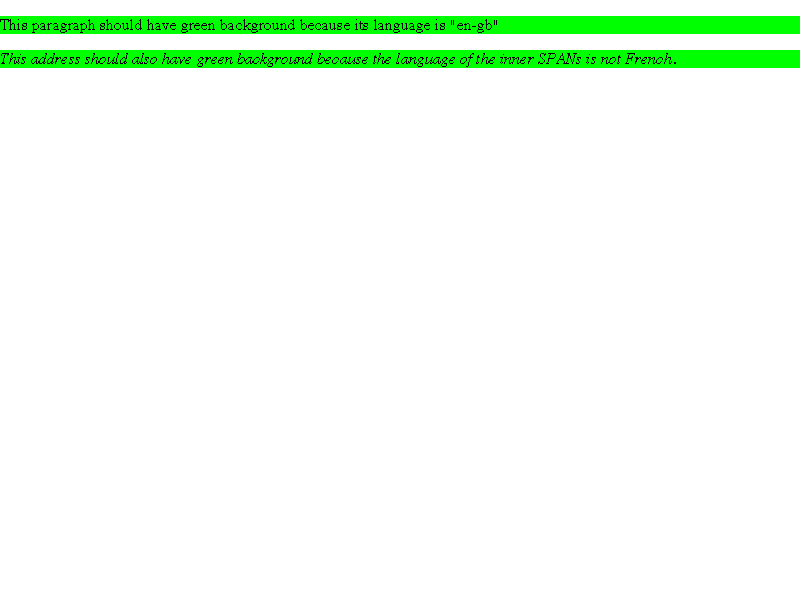 This paragraph should have green background because its language is "en-gb"
This address should also have green background because the language of the inner SPANs is not French.